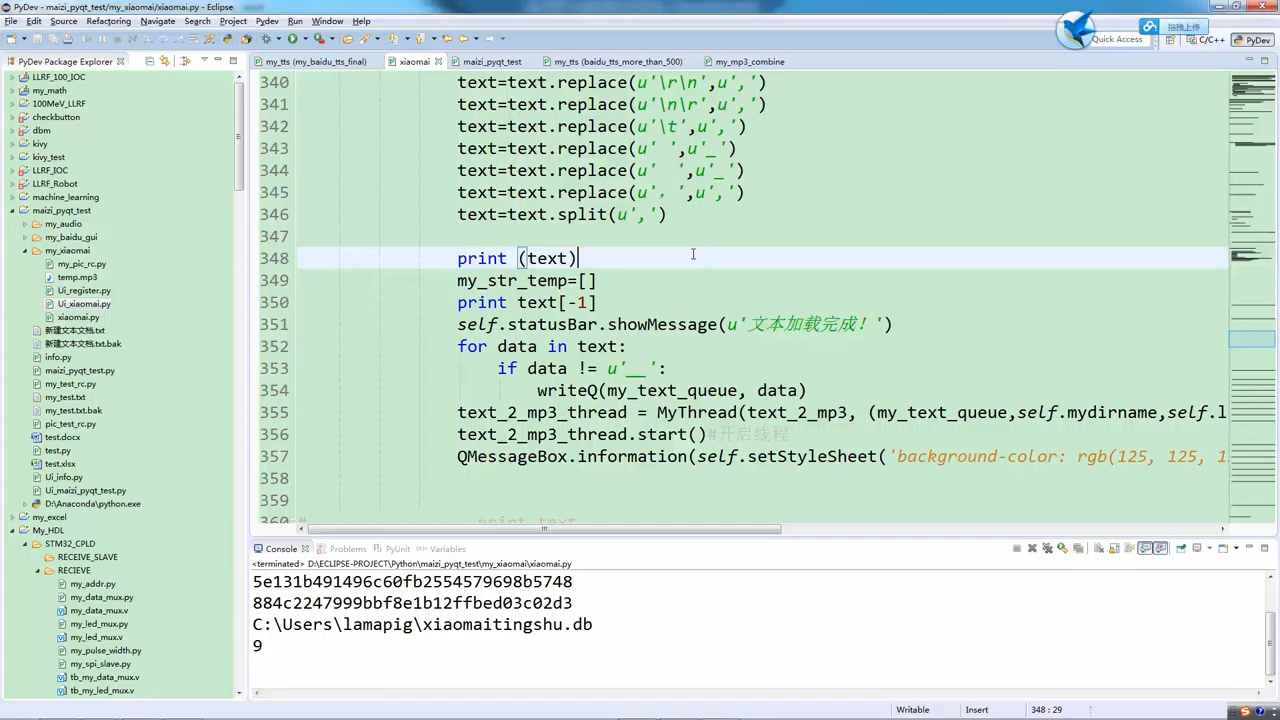 PyDev - maizi_pyqt_test/my_xiaomai/xiaomai.py - Eclipse
File Edit Source Refactoring Navigate Search Project Pydev Run Window Help
拖拽上传
Quick Access C/C++ PyDev
PyDev Package Explorer
LLRF_100_IOC
my_math
100MeV_LLRF
checkbutton
dbm
kivy
kivy_test
LLRF_IOC
LLRF_Robot
machine_learning
maizi_pyqt_test
my_audio
my_baidu_gui
my_xiaomai
my_pic_rc.py
temp.mp3
Ui_register.py
Ui_xiaomai.py
xiaomai.py
新建文本文档.txt
新建文本文档.txt.bak
info.py
maizi_pyqt_test.py
my_test_rc.py
my_test.txt
my_test.txt.bak
pic_test_rc.py
test.docx
test.py
test.xlsx
Ui_info.py
Ui_maizi_pyqt_test.py
D:\Anaconda\python.exe
my_excel
My_HDL
STM32_CPLD
RECEIVE_SLAVE
RECIEVE
my_addr.py
my_data_mux.py
my_data_mux.v
my_led_mux.py
my_led_mux.v
my_pulse_width.py
my_spi_slave.py
tb_my_data_mux.v
tb_my_led_mux.v
my_tts (my_baidu_tts_final) xiaomai maizi_pyqt_test my_tts (baidu_tts_more_than_500) my_mp3_combine
340 text=text.replace(u'\r\n',u',')
341 text=text.replace(u'\n\r',u',')
342 text=text.replace(u'\t',u',')
343 text=text.replace(u' ',u'_')
344 text=text.replace(u'　',u'_')
345 text=text.replace(u'，',u',')
346 text=text.split(u',')
347
348 print (text)
349 my_str_temp=[]
350 print text[-1]
351 self.statusBar.showMessage(u'文本加载完成！')
352 for data in text:
353 if data != u'__':
354 writeQ(my_text_queue, data)
355 text_2_mp3_thread = MyThread(text_2_mp3, (my_text_queue,self.mydirname,self.l
356 text_2_mp3_thread.start()#开启线程
357 QMessageBox.information(self.setStyleSheet('background-color: rgb(125, 125, 1
358
359
360 # print text
Console Problems PyUnit Variables
<terminated> D:\ECLIPSE-PROJECT\Python\maizi_pyqt_test\my_xiaomai\xiaomai.py
5e131b491496c60fb2554579698b5748
884c2247999bbf8e1b12ffbed03c02d3
C:\Users\lamapig\xiaomaitingshu.db
9
Writable Insert 348 : 29